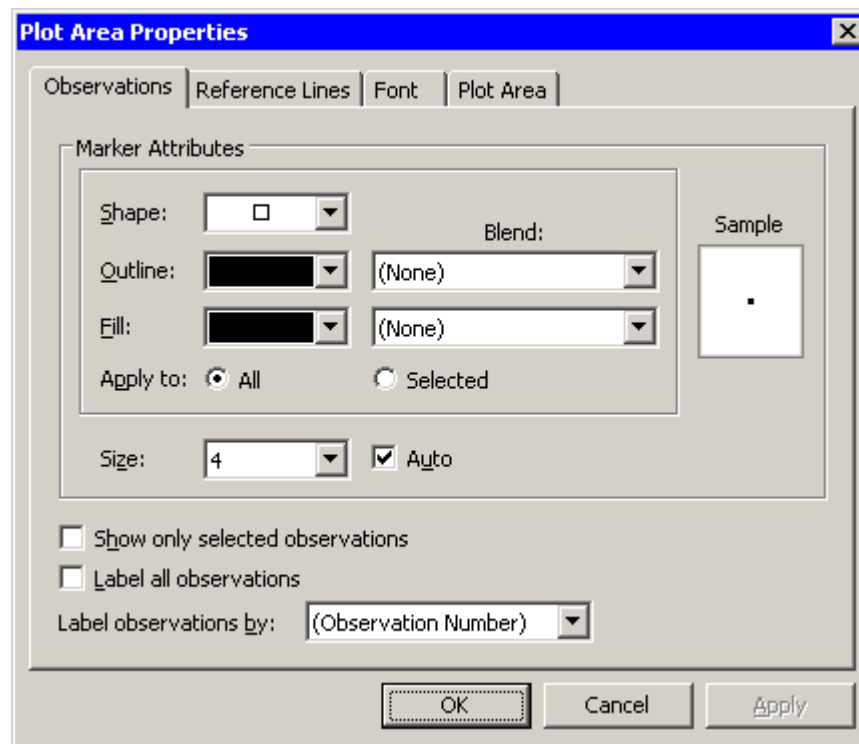 Plot Area Properties
Observations Reference Lines Font Plot Area
Marker Attributes
Shape:
Blend:
Sample
Outline: (None)
Fill: (None)
Apply to: All Selected
Size: 4 Auto
Show only selected observations
Label all observations
Label observations by: (Observation Number)
OK Cancel Apply